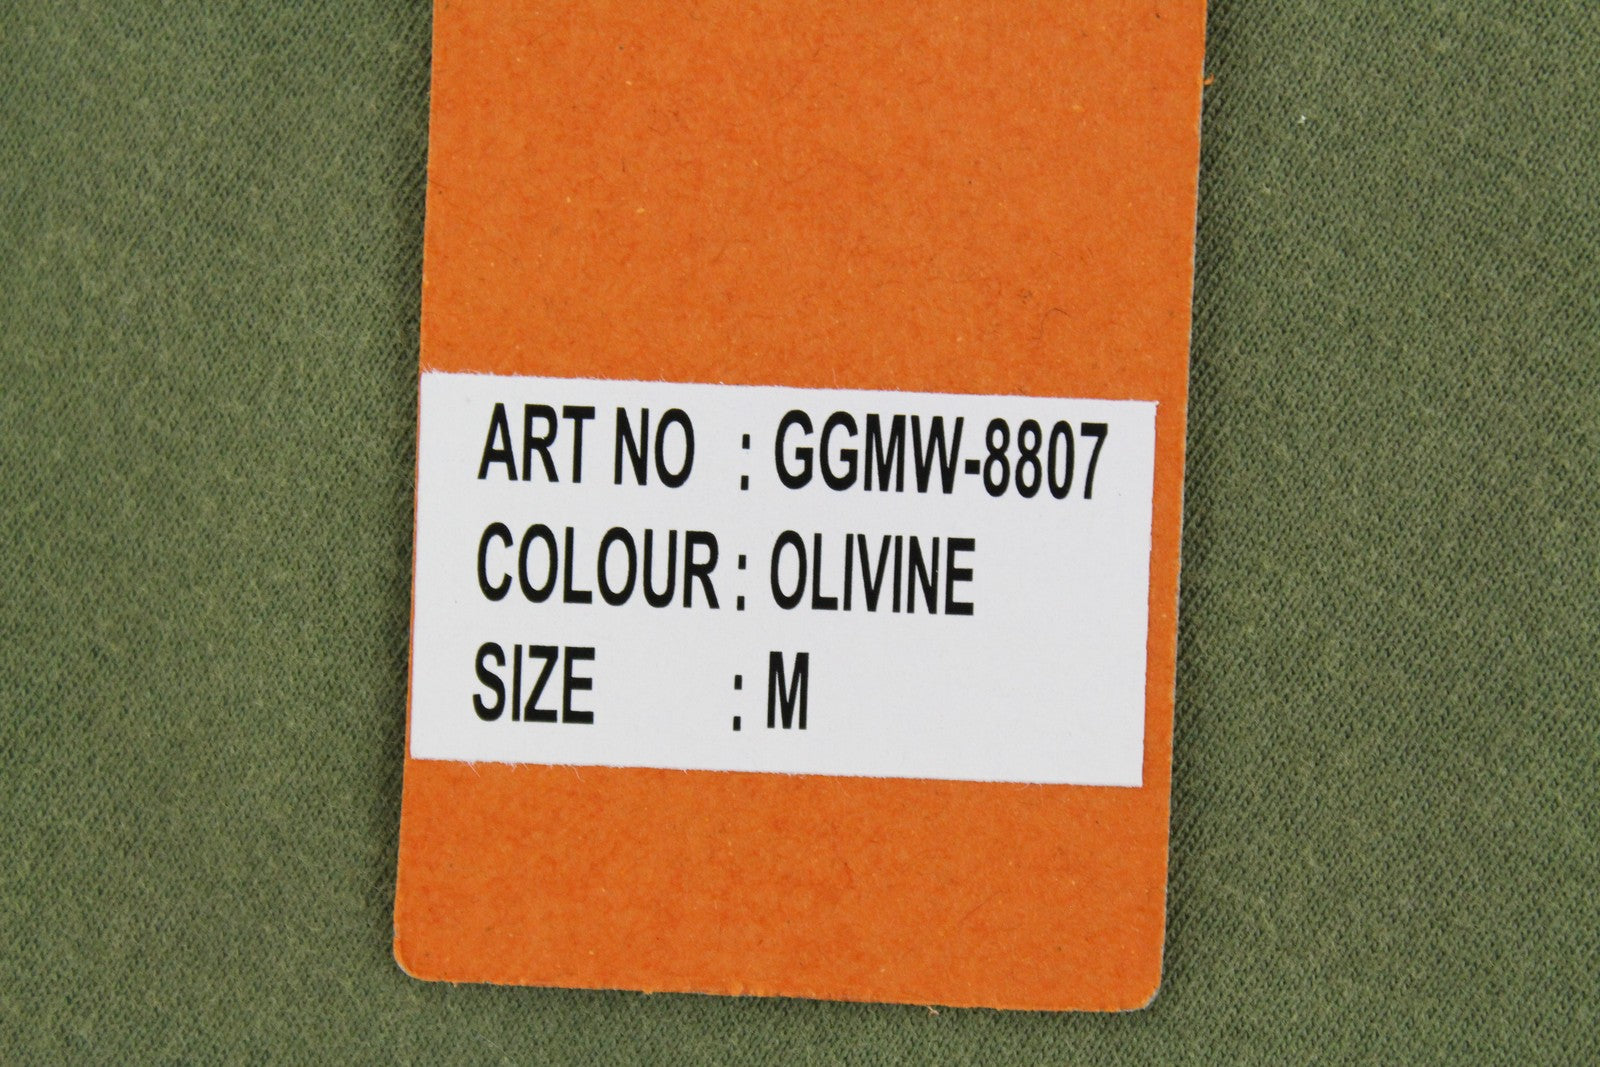 ART NO : GGMW-8807
COLOUR : OLIVINE
SIZE : M